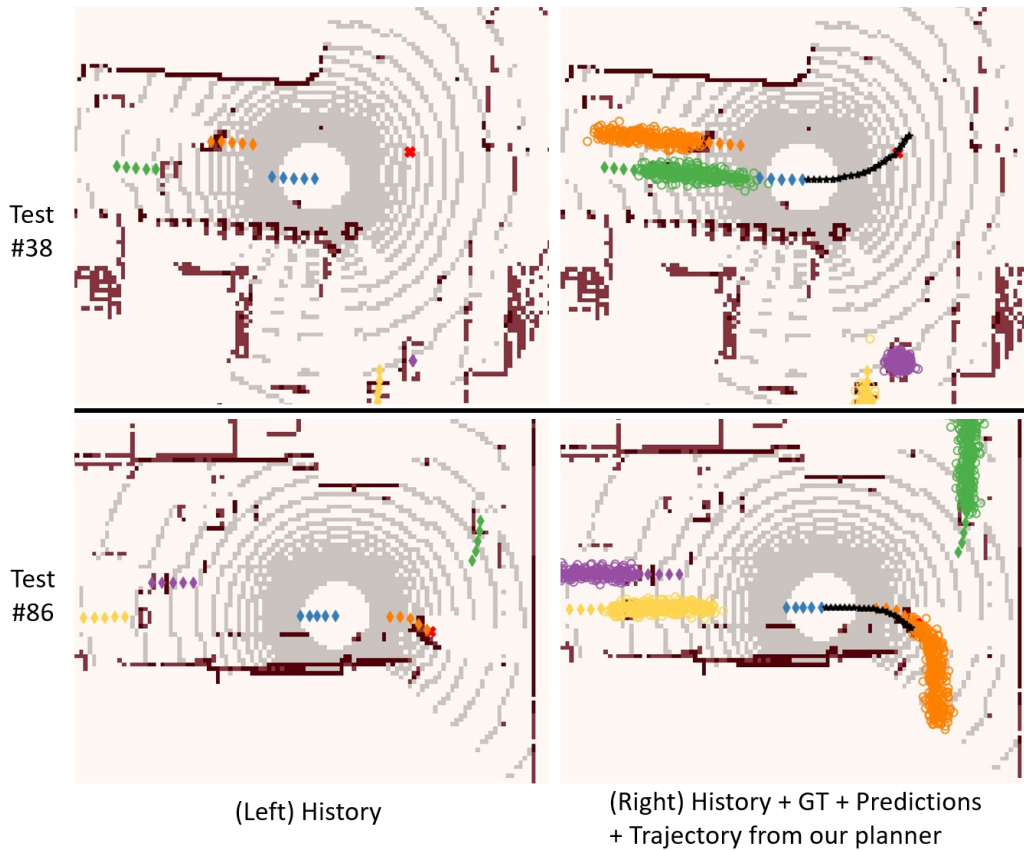 Test
#38
Test
#86
(Left) History
(Right) History + GT + Predictions
+ Trajectory from our planner